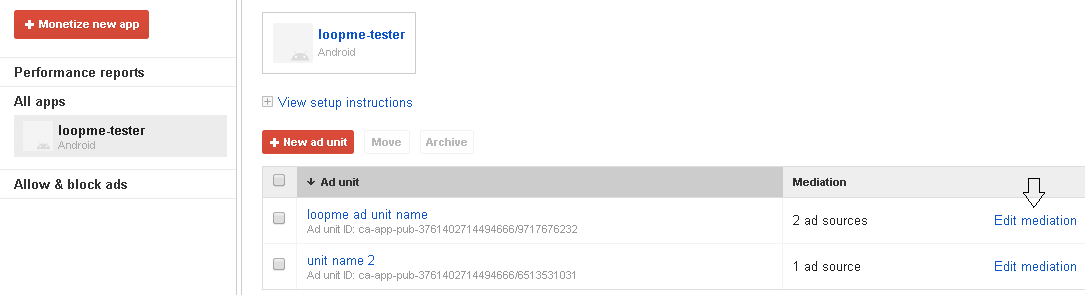 Monetize new app
Performance reports
All apps
loopme-tester
Android
Allow & block ads
loopme-tester
Android
View setup instructions
New ad unit Move Archive
Ad unit Mediation
loopme ad unit name
Ad unit ID: ca-app-pub-3761402714494666/9717676232
2 ad sources Edit mediation
unit name 2
Ad unit ID: ca-app-pub-3761402714494666/6513531031
1 ad source Edit mediation